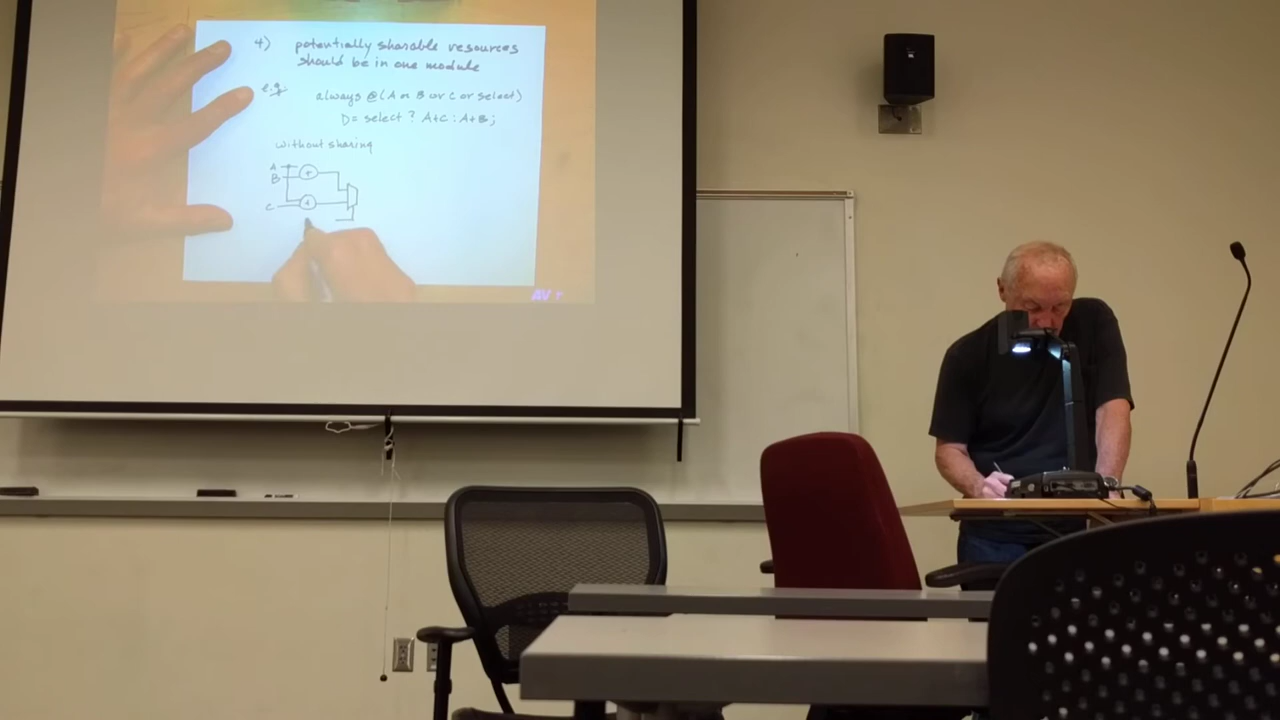 4) potentially sharable resources
should be in one module
e.g. always @(A or B or C or select)
D= select ? A+C : A+B;
without sharing
A
B +
C +